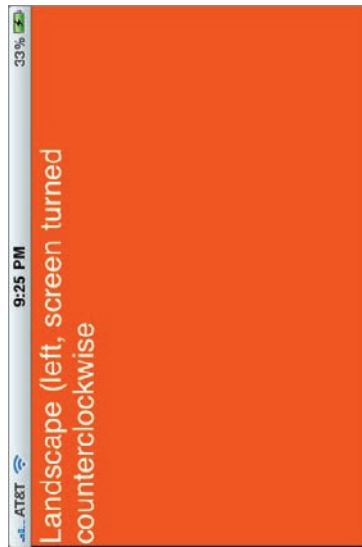 AT&T 9:25 PM 33%
Landscape (left, screen turned
counterclockwise